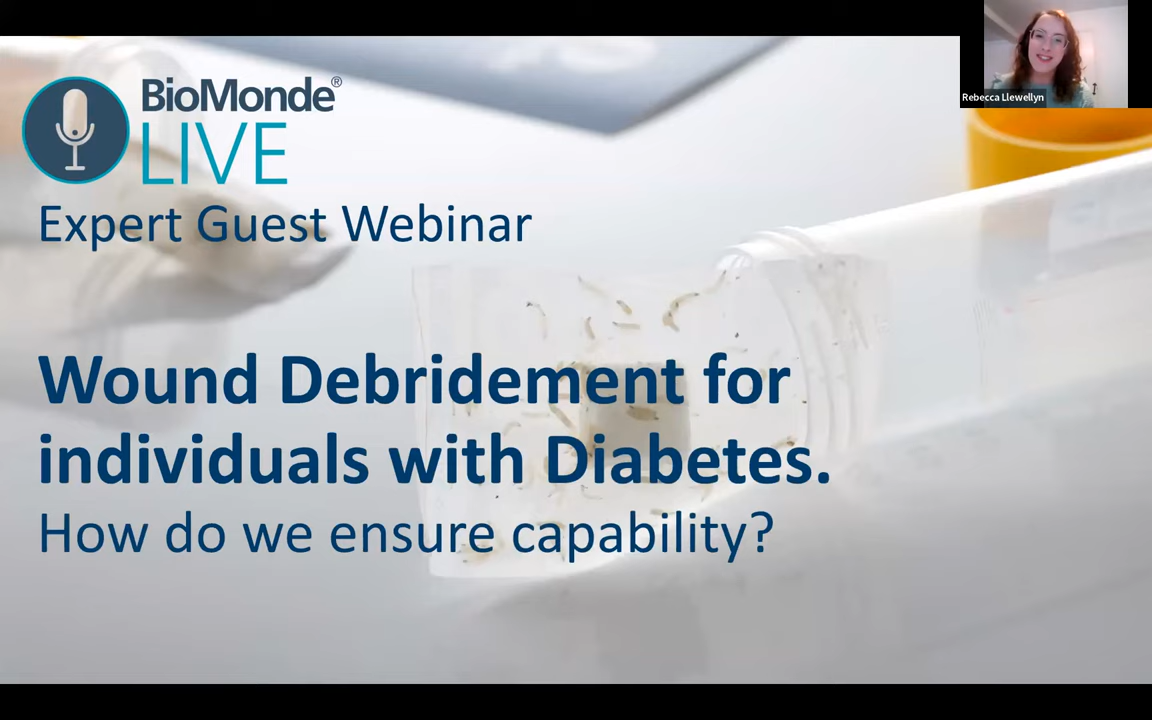 BioMonde®
LIVE
Rebecca Llewellyn
Expert Guest Webinar
Wound Debridement for
individuals with Diabetes.
How do we ensure capability?